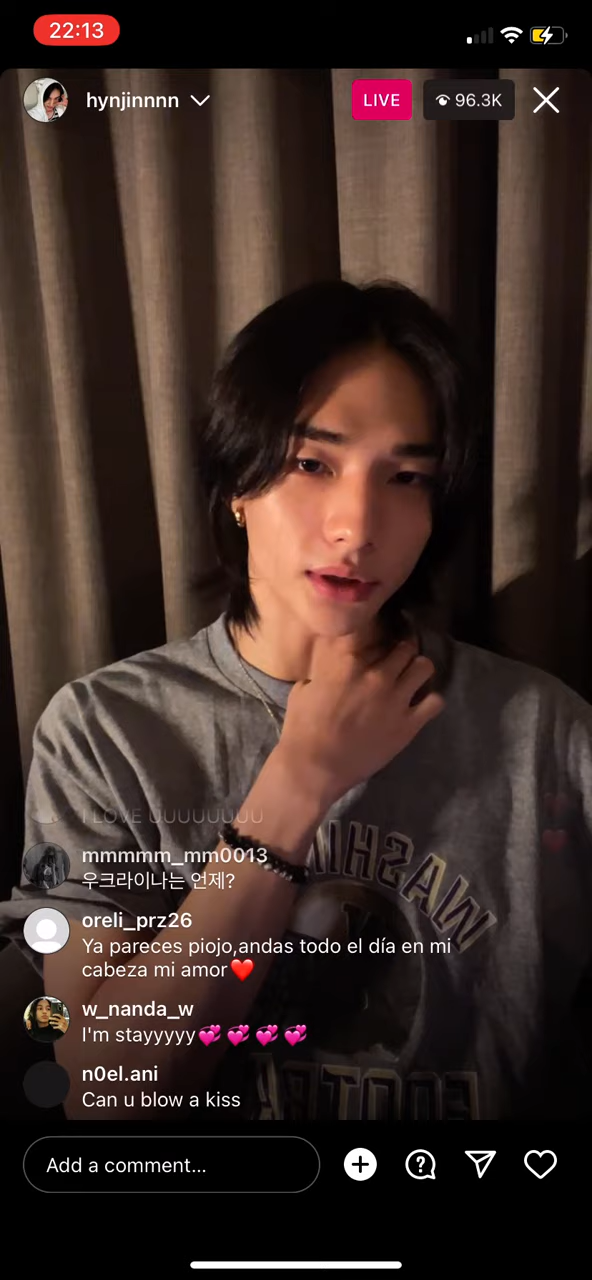 22:13
hynjinnnn
LIVE
96.3K
I LOVE UUUUUUUU
mmmmm_mm0013
우크라이나는 언제?
oreli_prz26
Ya pareces piojo,andas todo el día en mi
cabeza mi amor❤️
w_nanda_w
I'm stayyyyy💞💞💞💞
n0el.ani
Can u blow a kiss
Add a comment...